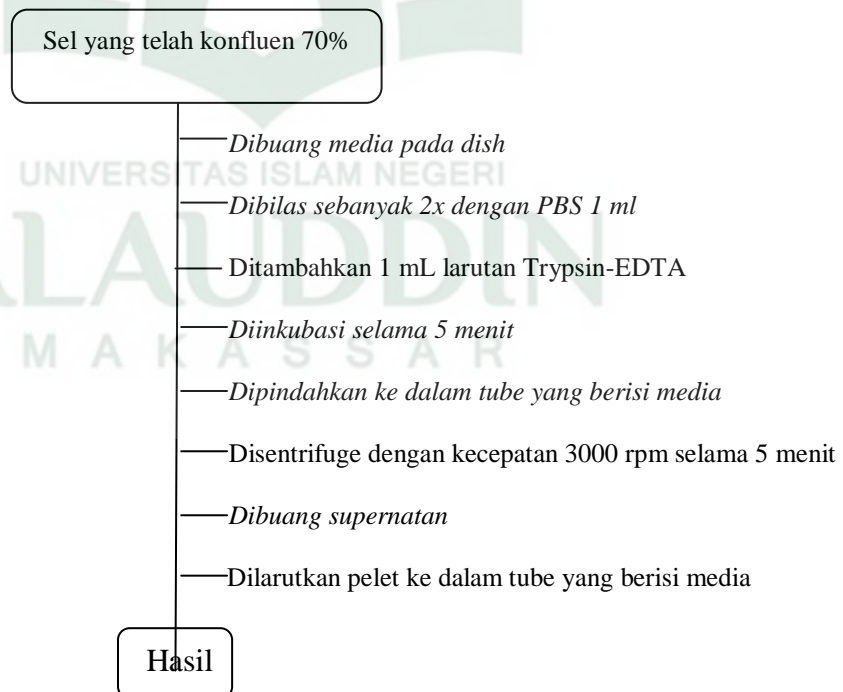 Sel yang telah konfluen 70%
Dibuang media pada dish
UNIVERSITAS ISLAM NEGERI
Dibilas sebanyak 2x dengan PBS 1 ml
ALAUDDIN
Ditambahkan 1 mL larutan Trypsin-EDTA
Diinkubasi selama 5 menit
MAKASSAR
Dipindahkan ke dalam tube yang berisi media
Disentrifuge dengan kecepatan 3000 rpm selama 5 menit
Dibuang supernatan
Dilarutkan pelet ke dalam tube yang berisi media
Hasil